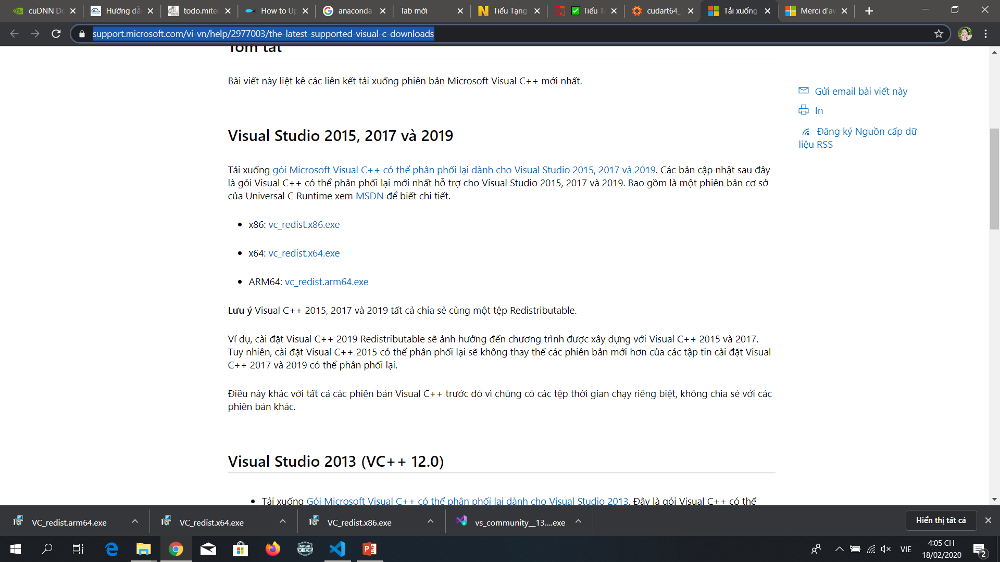 cuDNN Do
Hướng dẫ
todo.mitec
How to Up
anaconda
Tab mới
Tiếu Tạng
Tiếu T
cudart64_
Tải xuống
Merci d'av
support.microsoft.com/vi-vn/help/2977003/the-latest-supported-visual-c-downloads
Tóm tắt
Bài viết này liệt kê các liên kết tải xuống phiên bản Microsoft Visual C++ mới nhất.
Gửi email bài viết này
In
Đăng ký Nguồn cấp dữ
liệu RSS
Visual Studio 2015, 2017 và 2019
Tải xuống gói Microsoft Visual C++ có thể phân phối lại dành cho Visual Studio 2015, 2017 và 2019. Các bản cập nhật sau đây
là gói Visual C++ có thể phân phối lại mới nhất hỗ trợ cho Visual Studio 2015, 2017 và 2019. Bao gồm là một phiên bản cơ sở
của Universal C Runtime xem MSDN để biết chi tiết.
x86: vc_redist.x86.exe
x64: vc_redist.x64.exe
ARM64: vc_redist.arm64.exe
Lưu ý Visual C++ 2015, 2017 và 2019 tất cả chia sẻ cùng một tệp Redistributable.
Ví dụ, cài đặt Visual C++ 2019 Redistributable sẽ ảnh hưởng đến chương trình được xây dựng với Visual C++ 2015 và 2017.
Tuy nhiên, cài đặt Visual C++ 2015 có thể phân phối lại sẽ không thay thế các phiên bản mới hơn của các tập tin cài đặt Visual
C++ 2017 và 2019 có thể phân phối lại.
Điều này khác với tất cả các phiên bản Visual C++ trước đó vì chúng có các tệp thời gian chạy riêng biệt, không chia sẻ với các
phiên bản khác.
Visual Studio 2013 (VC++ 12.0)
Tải xuống Gói Microsoft Visual C++ có thể phân phối lại dành cho Visual Studio 2013. Đây là gói Visual C++ có thể
VC_redist.arm64.exe
VC_redist.x64.exe
VC_redist.x86.exe
vs_community__13....exe
Hiển thị tất cả
MPLAB
X IDE
VIE
4:05 CH
18/02/2020
2